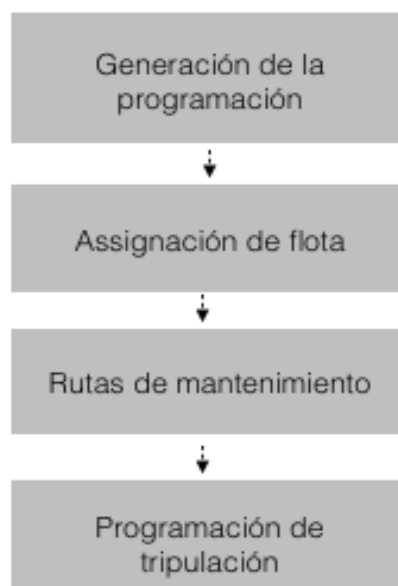 Generación de la
programación
Assignación de flota
Rutas de mantenimiento
Programación de
tripulación